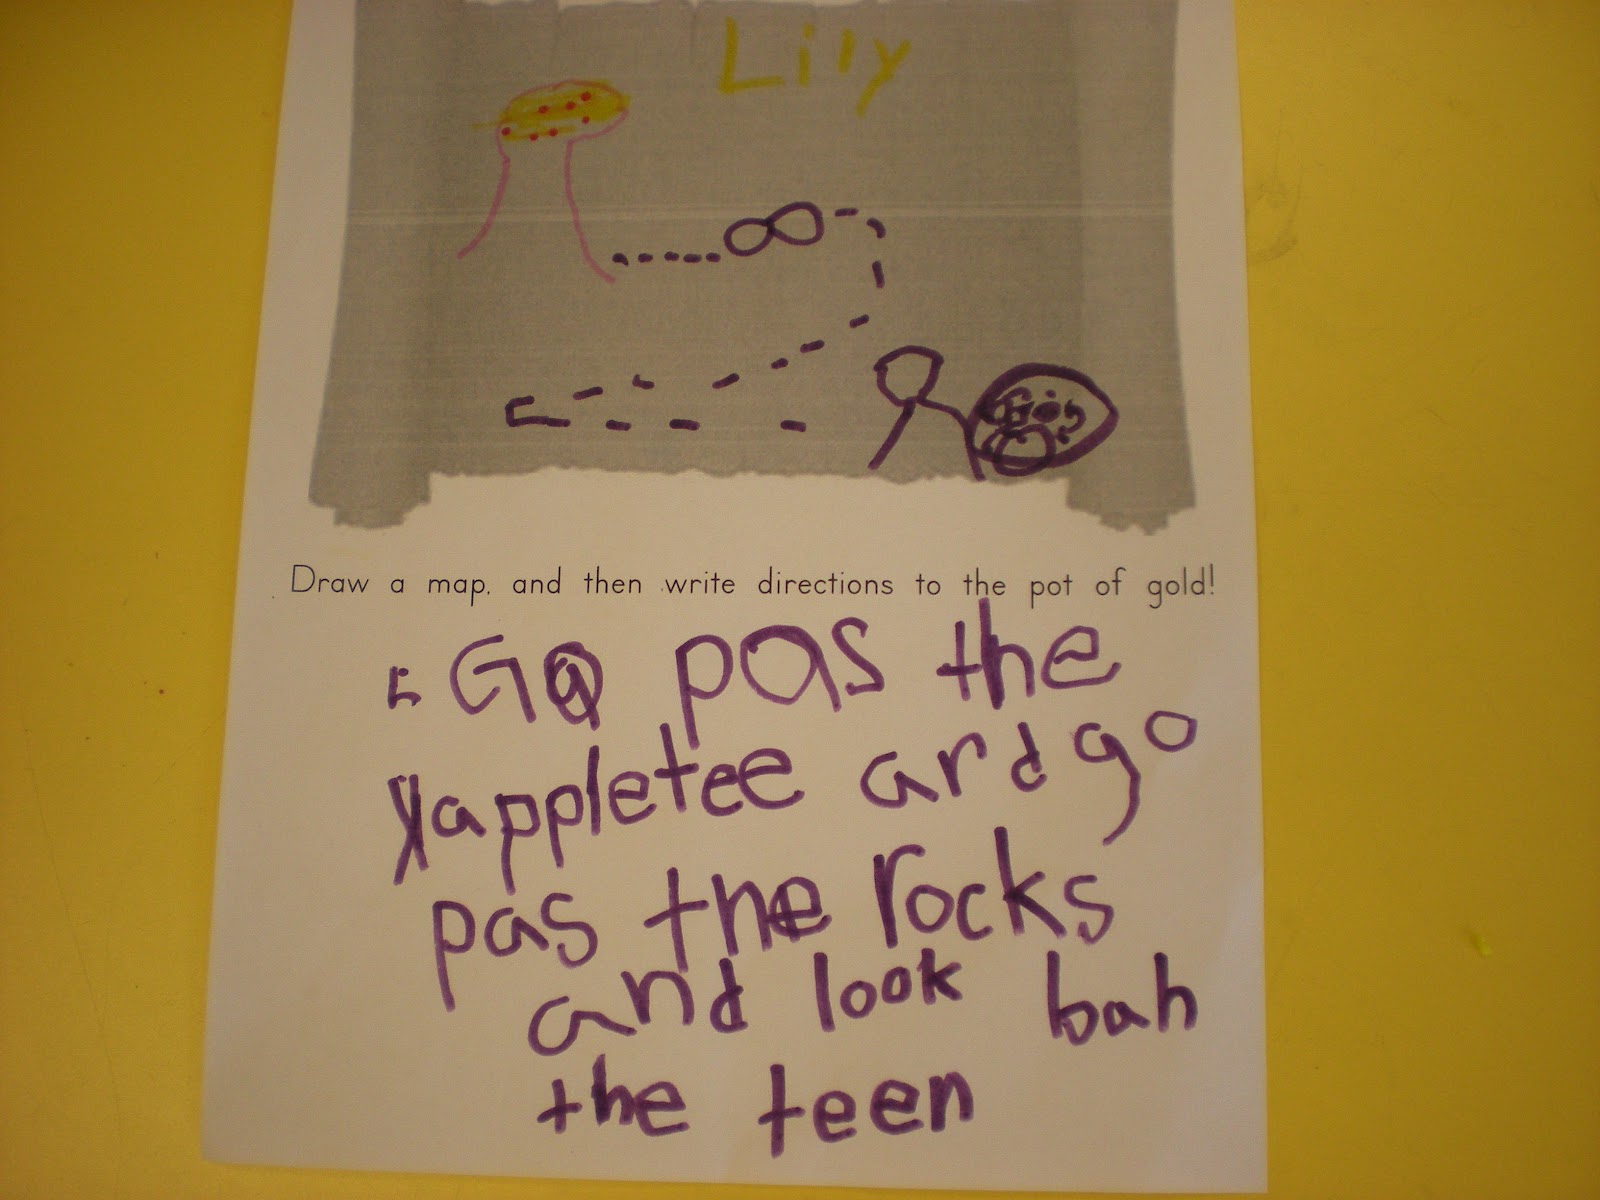 Lily
Draw a map, and then write directions to the pot of gold!
Go pas the
appletee and go
pas the rocks
and look bah
the teen